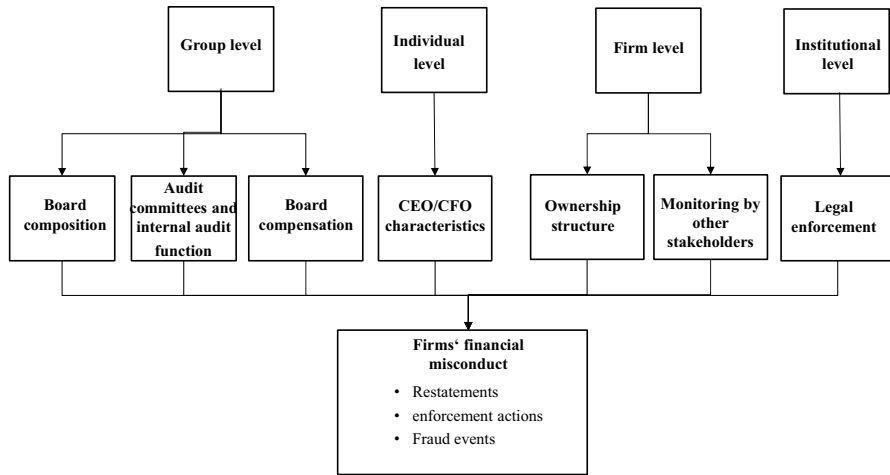 Group level
Individual
level
Firm level
Institutional
level
Board
composition
Audit
committees and
internal audit
function
Board
compensation
CEO/CFO
characteristics
Ownership
structure
Monitoring by
other
stakeholders
Legal
enforcement
Firms‘ financial
misconduct
• Restatements
• enforcement actions
• Fraud events